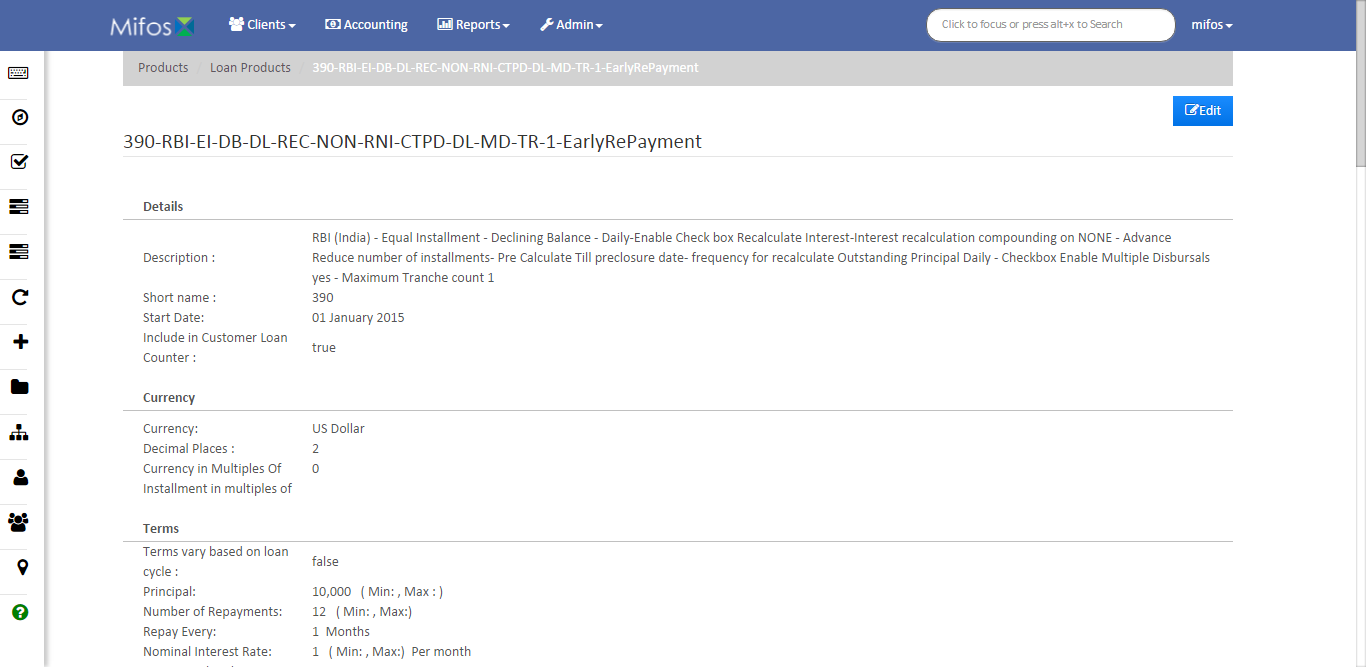 Mifos Clients Accounting Reports Admin Click to focus or press alt+x to Search mifos
Products / Loan Products / 390-RBI-EI-DB-DL-REC-NON-RNI-CTPD-DL-MD-TR-1-EarlyRePayment
Edit
390-RBI-EI-DB-DL-REC-NON-RNI-CTPD-DL-MD-TR-1-EarlyRePayment
Details
RBI (India) - Equal Installment - Declining Balance - Daily-Enable Check box Recalculate Interest-Interest recalculation compounding on NONE - Advance
Description : Reduce number of installments- Pre Calculate Till preclosure date- frequency for recalculate Outstanding Principal Daily - Checkbox Enable Multiple Disbursals
yes - Maximum Tranche count 1
Short name : 390
Start Date: 01 January 2015
Include in Customer Loan
Counter : true
Currency
Currency: US Dollar
Decimal Places : 2
Currency in Multiples Of 0
Installment in multiples of
Terms
Terms vary based on loan
cycle : false
Principal: 10,000 ( Min: , Max : )
Number of Repayments: 12 ( Min: , Max:)
Repay Every: 1 Months
Nominal Interest Rate: 1 ( Min: , Max:) Per month